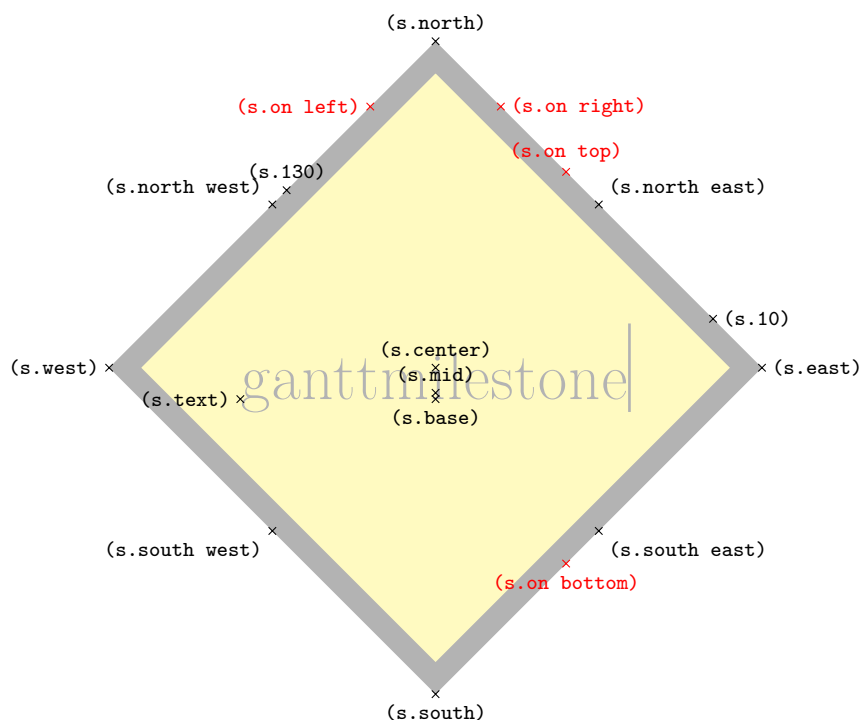 (s.north)
(s.on left)
(s.on right)
(s.on top)
(s.130)
(s.north west)
(s.north east)
(s.10)
(s.center)
(s.west)
ganttmilestone
(s.mid)
(s.east)
(s.text)
(s.base)
(s.south west)
(s.south east)
(s.on bottom)
(s.south)